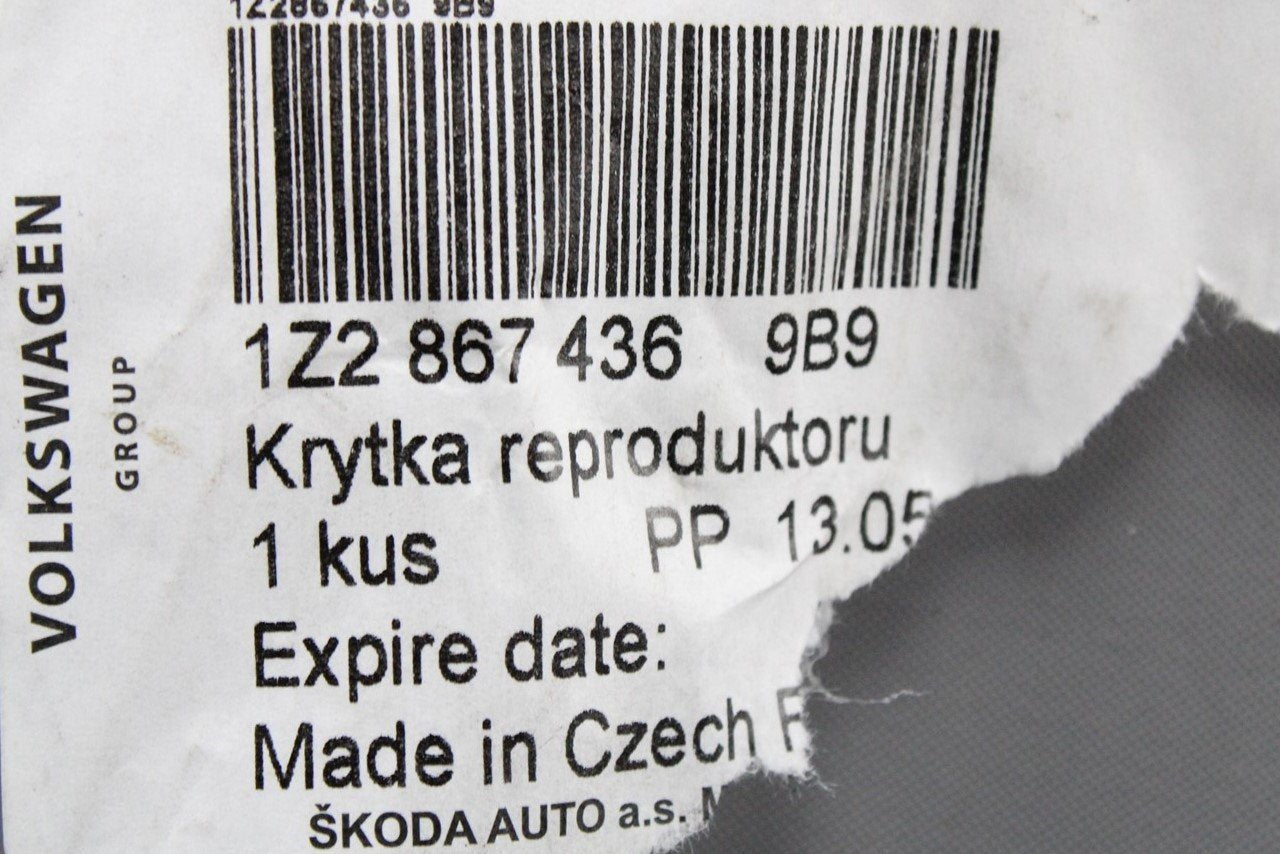 1Z2867436 9B9
1Z2 867 436 9B9
Krytka reproduktoru
1 kus PP 13.05
Expire date:
Made in Czech
ŠKODA AUTO a.s.
VOLKSWAGEN
GROUP